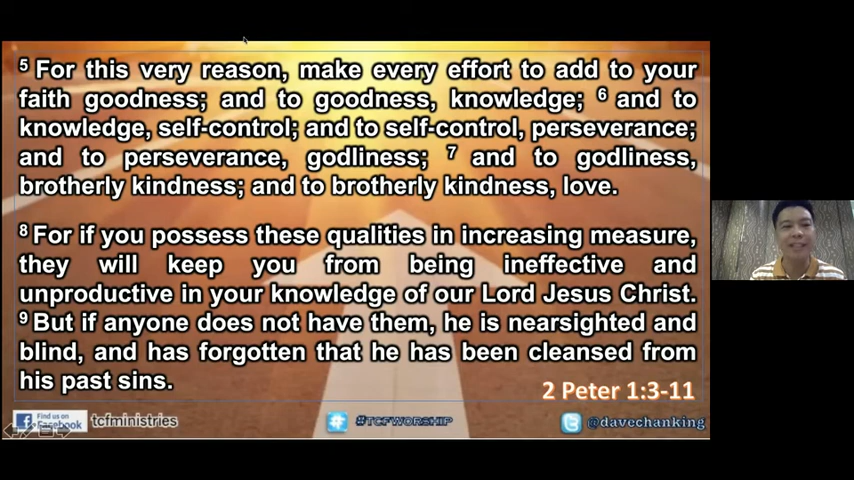 5 For this very reason, make every effort to add to your
faith goodness; and to goodness, knowledge; 6 and to
knowledge, self-control; and to self-control, perseverance;
and to perseverance, godliness; 7 and to godliness,
brotherly kindness; and to brotherly kindness, love.
8 For if you possess these qualities in increasing measure,
they will keep you from being ineffective and
unproductive in your knowledge of our Lord Jesus Christ.
9 But if anyone does not have them, he is nearsighted and
blind, and has forgotten that he has been cleansed from
his past sins.
2 Peter 1:3-11
Find us on
Facebook
tcfministries
#TCFWORSHIP
@davechanking